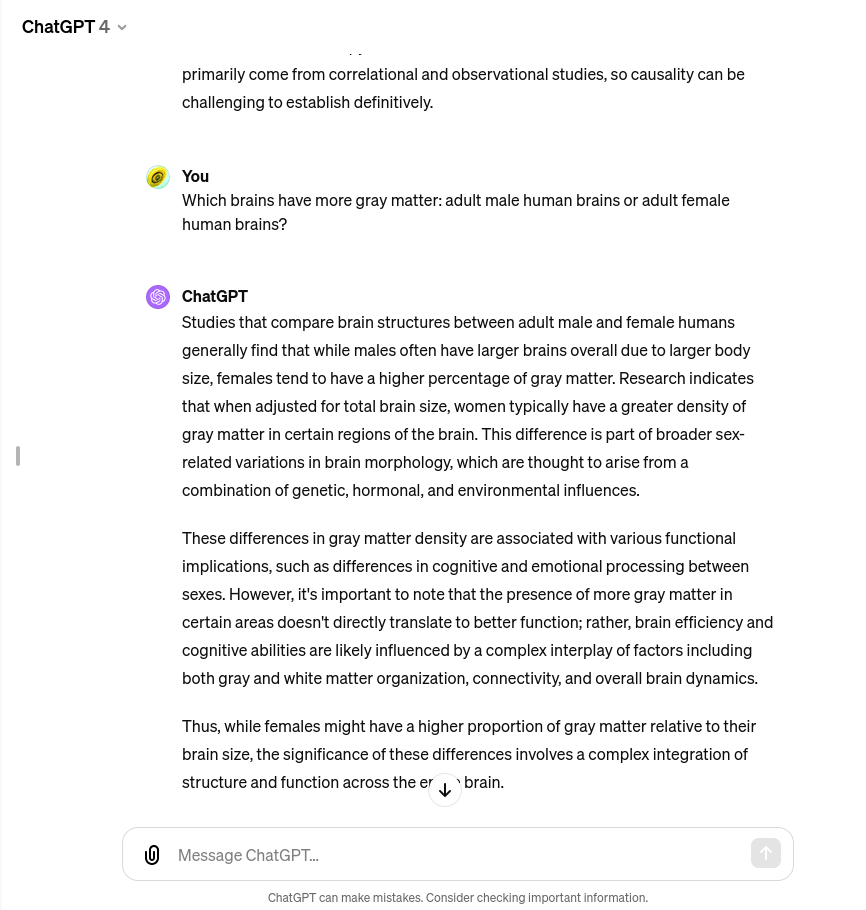 ChatGPT 4
primarily come from correlational and observational studies, so causality can be
challenging to establish definitively.
You
Which brains have more gray matter: adult male human brains or adult female
human brains?
ChatGPT
Studies that compare brain structures between adult male and female humans
generally find that while males often have larger brains overall due to larger body
size, females tend to have a higher percentage of gray matter. Research indicates
that when adjusted for total brain size, women typically have a greater density of
gray matter in certain regions of the brain. This difference is part of broader sex-
related variations in brain morphology, which are thought to arise from a
combination of genetic, hormonal, and environmental influences.
These differences in gray matter density are associated with various functional
implications, such as differences in cognitive and emotional processing between
sexes. However, it's important to note that the presence of more gray matter in
certain areas doesn't directly translate to better function; rather, brain efficiency and
cognitive abilities are likely influenced by a complex interplay of factors including
both gray and white matter organization, connectivity, and overall brain dynamics.
Thus, while females might have a higher proportion of gray matter relative to their
brain size, the significance of these differences involves a complex integration of
structure and function across the brain.
Message ChatGPT...
ChatGPT can make mistakes. Consider checking important information.